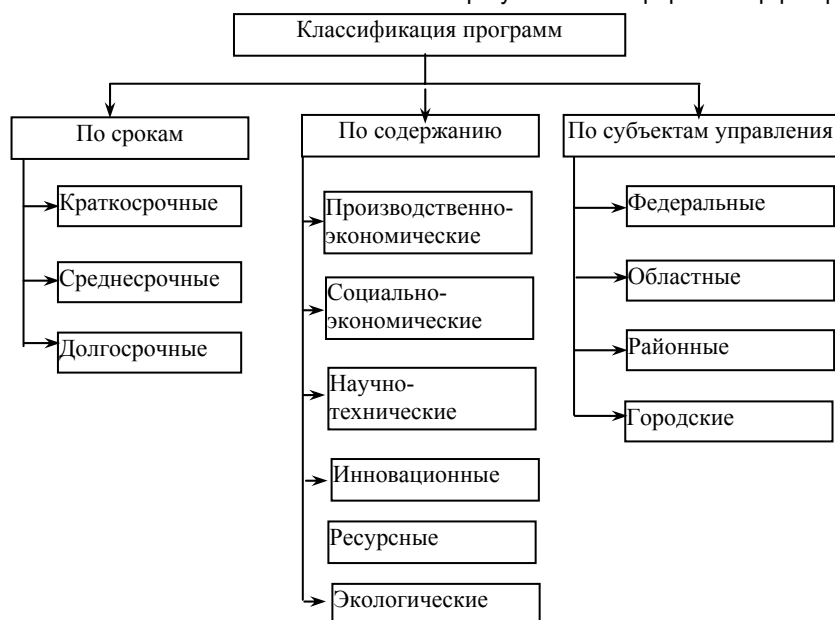 Классификация программ
По срокам
Краткосрочные
Среднесрочные
Долгосрочные
По содержанию
Производственно-
экономические
Социально-
экономические
Научно-
технические
Инновационные
Ресурсные
Экологические
По субъектам управления
Федеральные
Областные
Районные
Городские